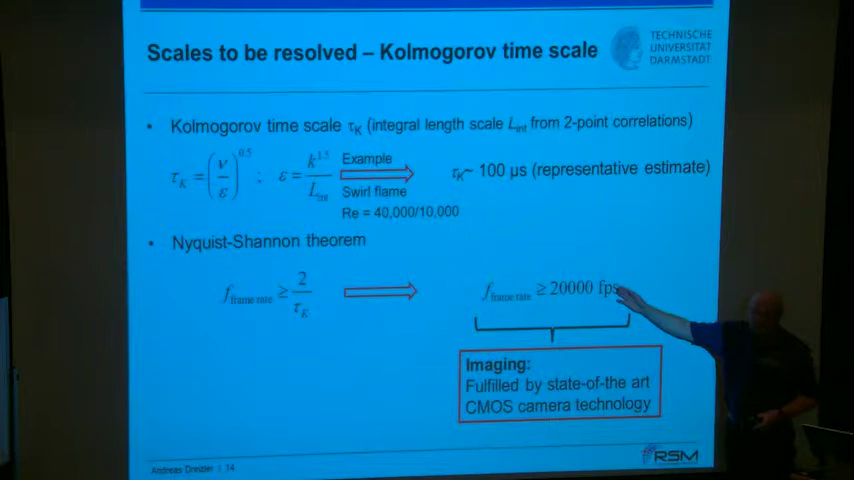 Scales to be resolved – Kolmogorov time scale
TECHNISCHE
UNIVERSITÄT
DARMSTADT
• Kolmogorov time scale τK (integral length scale Lint from 2-point correlations)
τK = (ν/ε)^0.5 ; ε = k^1.5/Lint
Example
Swirl flame
Re = 40,000/10,000
τK~ 100 µs (representative estimate)
• Nyquist-Shannon theorem
fframe rate ≥ 2/τK
fframe rate ≥ 20000 fps
Imaging:
Fulfilled by state-of-the art
CMOS camera technology
Andreas Dreizler | 14
RSM